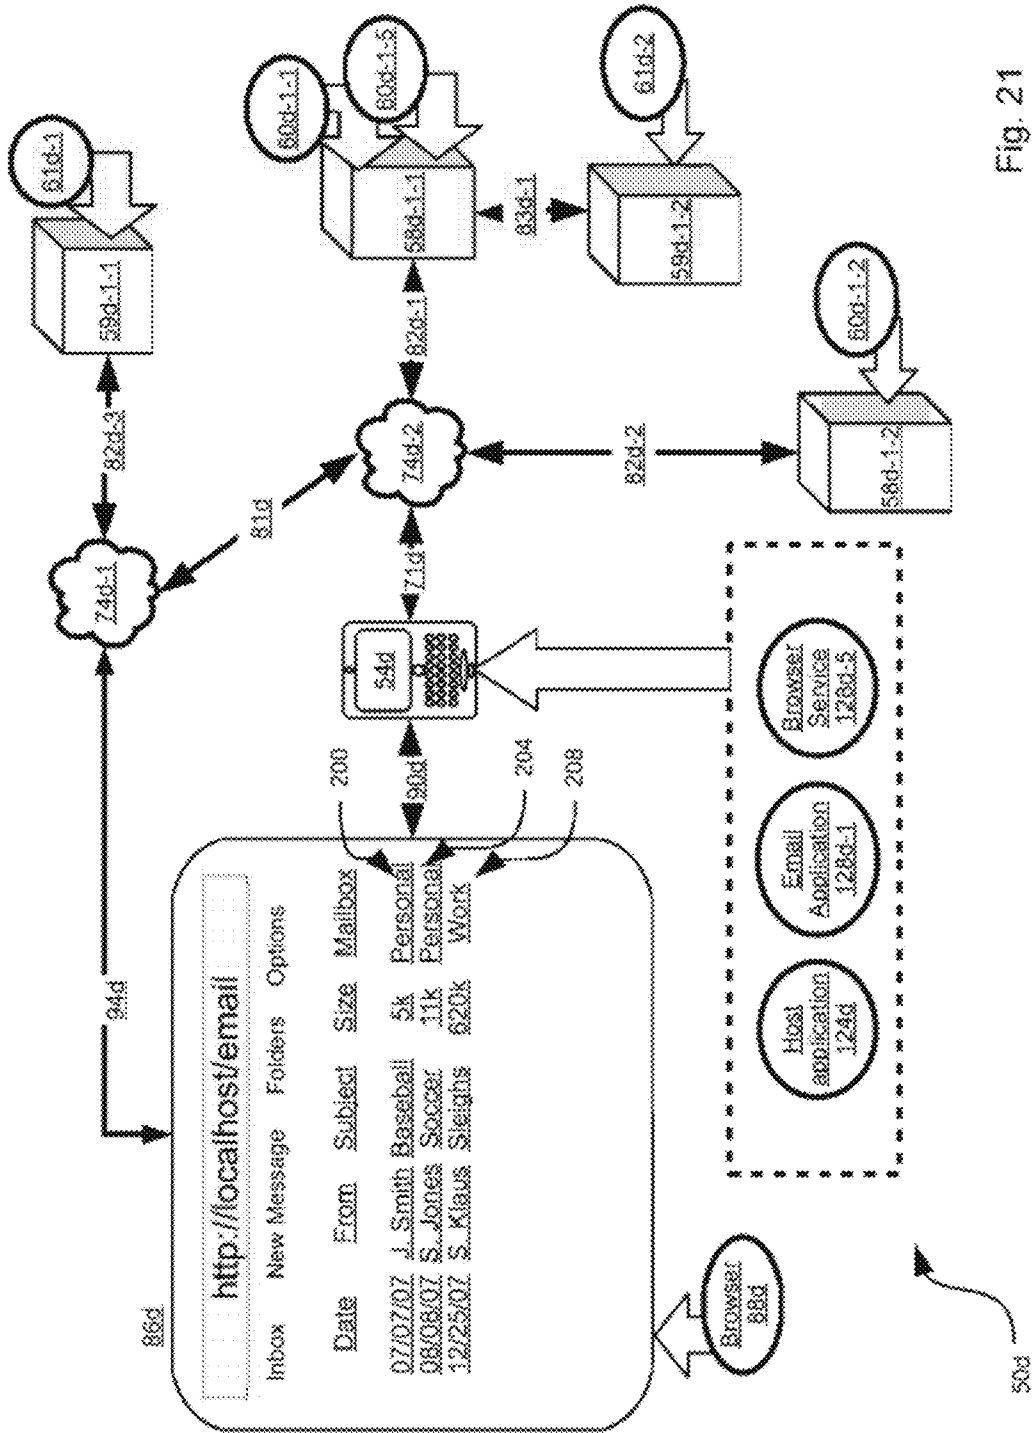 86d
http://localhost/email
Inbox New Message Folders Options
Date From Subject Size Mailbox
07/07/07 J. Smith Baseball 5k Personal
08/08/07 S. Jones Soccer 11k Personal
12/25/07 S. Klaus Sleighs 620k Work
200
204
208
94d
74d-1
82d-3
59d-1-1
61d-1
81d
90d
54d
71d
74d-2
82d-1
58d-1-1
60d-1-1
60d-1-5
83d-1
59d-1-2
61d-2
82d-2
58d-1-2
60d-1-2
Browser
88d
Host
application
124d
Email
Application
128d-1
Browser
Service
128d-5
50d
Fig. 21